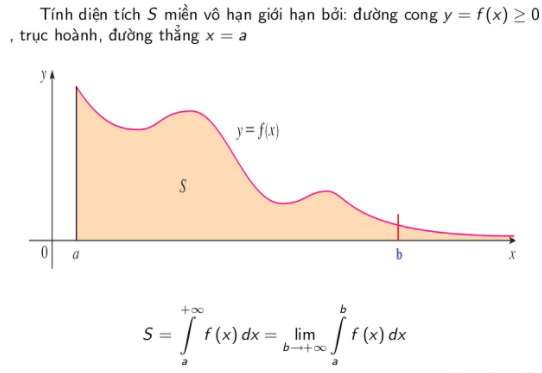 Tính diện tích S miền vô hạn giới hạn bởi: đường cong y = f(x) ≥ 0
, trục hoành, đường thẳng x = a
y
y = f(x)
S
0 a b x
S = ∫_a^{+∞} f (x) dx = lim_{b→+∞} ∫_a^b f (x) dx